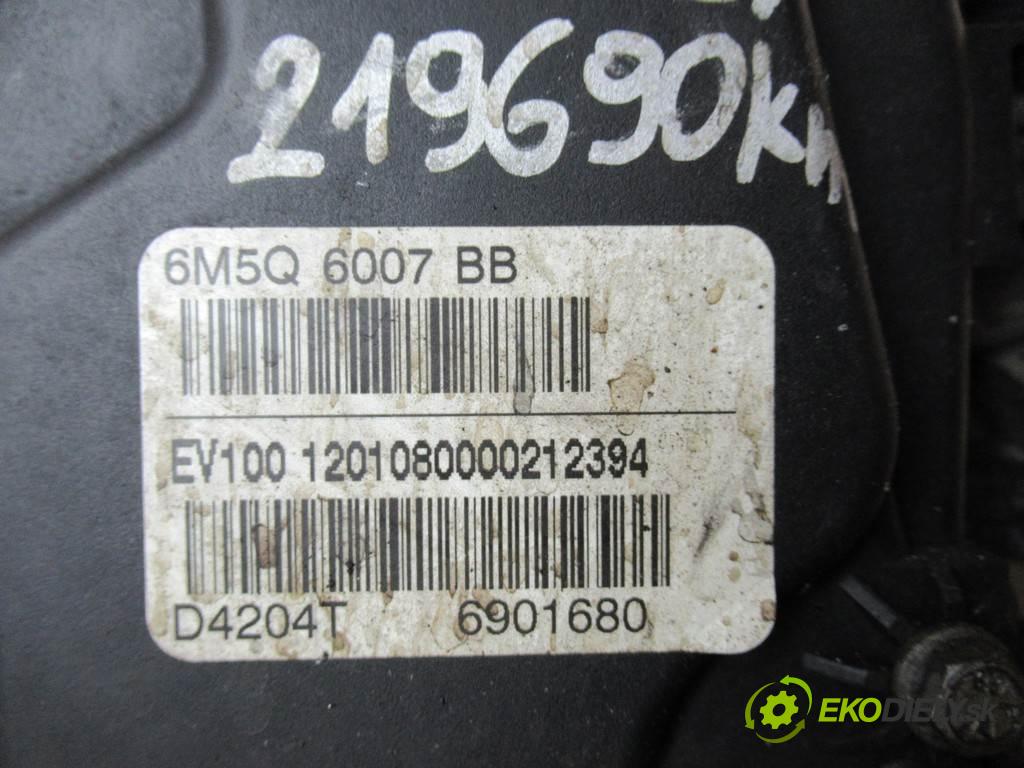 219690km
6M5Q 6007 BB
EV100 1201080000212394
D4204T 6901680
EKODIELY.sk